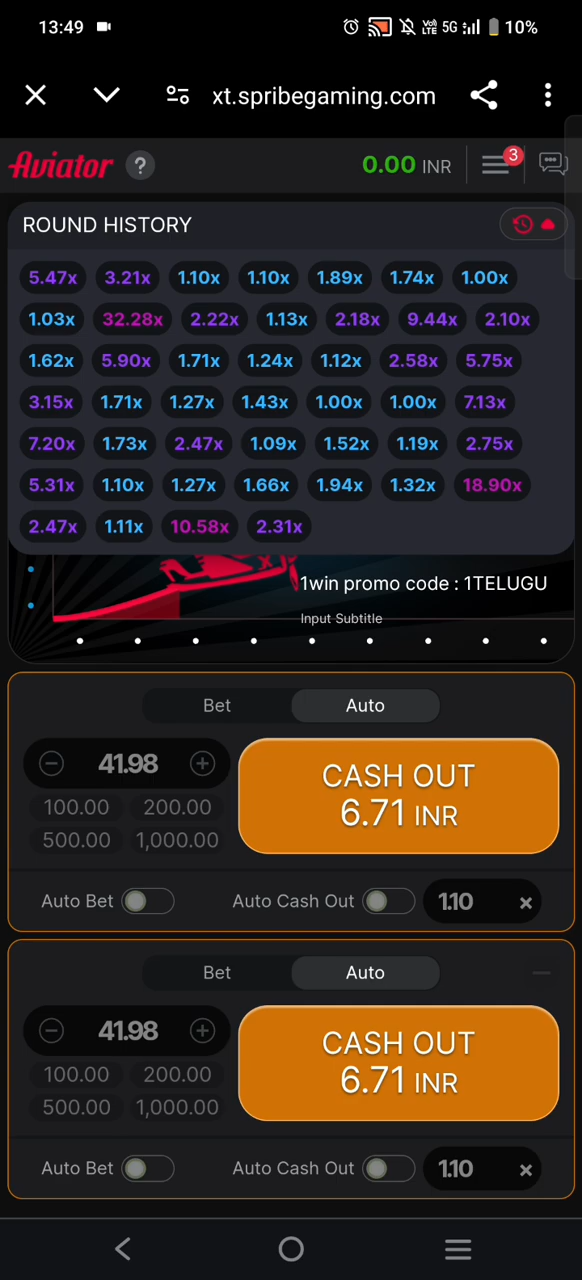 13:49 Vo) LTE 5G 10%
xt.spribegaming.com
Aviator ? 0.00 INR 3
ROUND HISTORY
5.47x 3.21x 1.10x 1.10x 1.89x 1.74x 1.00x
1.03x 32.28x 2.22x 1.13x 2.18x 9.44x 2.10x
1.62x 5.90x 1.71x 1.24x 1.12x 2.58x 5.75x
3.15x 1.71x 1.27x 1.43x 1.00x 1.00x 7.13x
7.20x 1.73x 2.47x 1.09x 1.52x 1.19x 2.75x
5.31x 1.10x 1.27x 1.66x 1.94x 1.32x 18.90x
2.47x 1.11x 10.58x 2.31x
1win promo code : 1TELUGU
Input Subtitle
Bet Auto
41.98
CASH OUT
6.71 INR
100.00 200.00
500.00 1,000.00
Auto Bet Auto Cash Out 1.10 x
Bet Auto
41.98
CASH OUT
6.71 INR
100.00 200.00
500.00 1,000.00
Auto Bet Auto Cash Out 1.10 x